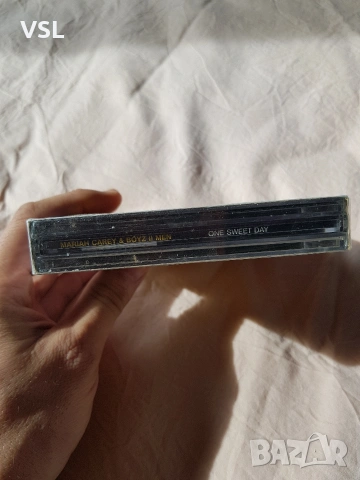 VSL
MARIAH CAREY & BOYZ II MEN ONE SWEET DAY
BAZAR